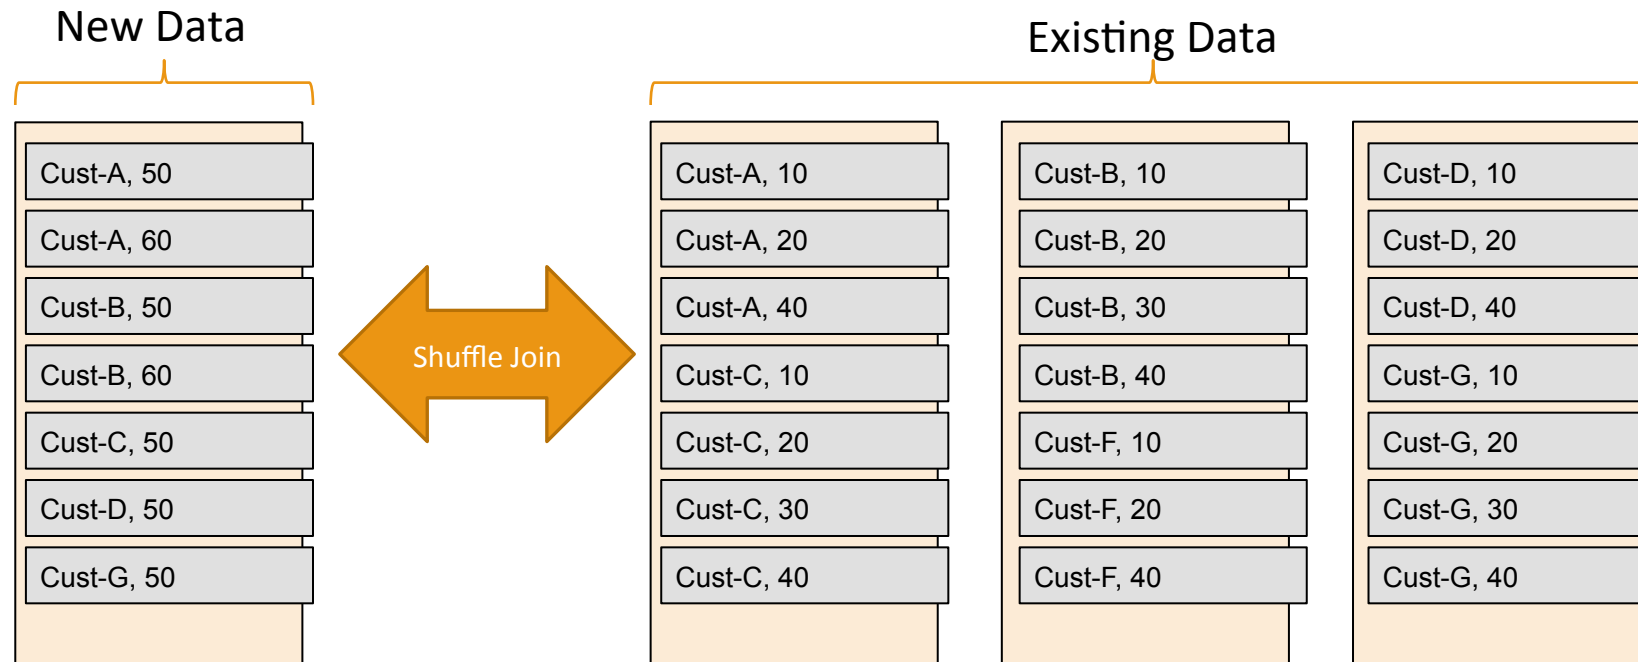 New Data
Existing Data
Cust-A, 50
Cust-A, 60
Cust-B, 50
Cust-B, 60
Cust-C, 50
Cust-D, 50
Cust-G, 50
Shuffle Join
Cust-A, 10
Cust-A, 20
Cust-A, 40
Cust-C, 10
Cust-C, 20
Cust-C, 30
Cust-C, 40
Cust-B, 10
Cust-B, 20
Cust-B, 30
Cust-B, 40
Cust-F, 10
Cust-F, 20
Cust-F, 40
Cust-D, 10
Cust-D, 20
Cust-D, 40
Cust-G, 10
Cust-G, 20
Cust-G, 30
Cust-G, 40